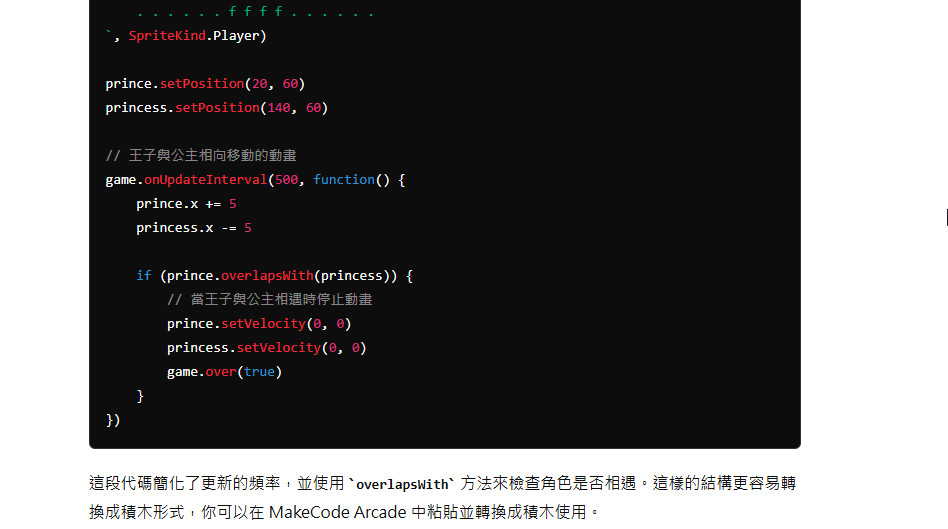 . . . . . . f f f f . . . . . .
`, SpriteKind.Player)
prince.setPosition(20, 60)
princess.setPosition(140, 60)
// 王子與公主相向移動的動畫
game.onUpdateInterval(500, function() {
prince.x += 5
princess.x -= 5
if (prince.overlapsWith(princess)) {
// 當王子與公主相遇時停止動畫
prince.setVelocity(0, 0)
princess.setVelocity(0, 0)
game.over(true)
}
})
這段代碼簡化了更新的頻率，並使用 `overlapsWith` 方法來檢查角色是否相遇。這樣的結構更容易轉
換成積木形式，你可以在 MakeCode Arcade 中粘貼並轉換成積木使用。